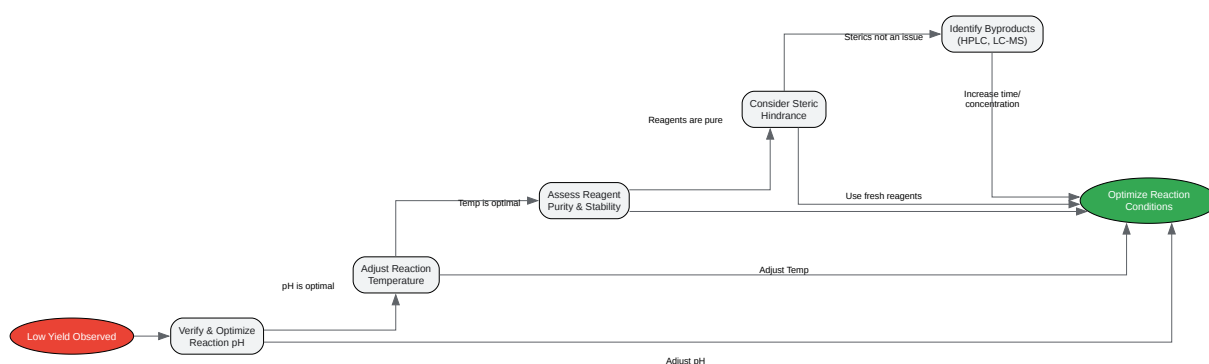 Identify Byproducts
(HPLC, LC-MS)
Sterics not an issue
Increase time/
concentration
Consider Steric
Hindrance
Reagents are pure
Assess Reagent
Purity & Stability
Use fresh reagents
Optimize Reaction
Conditions
Temp is optimal
Adjust Reaction
Temperature
Adjust Temp
pH is optimal
Low Yield Observed
Verify & Optimize
Reaction pH
Adjust pH